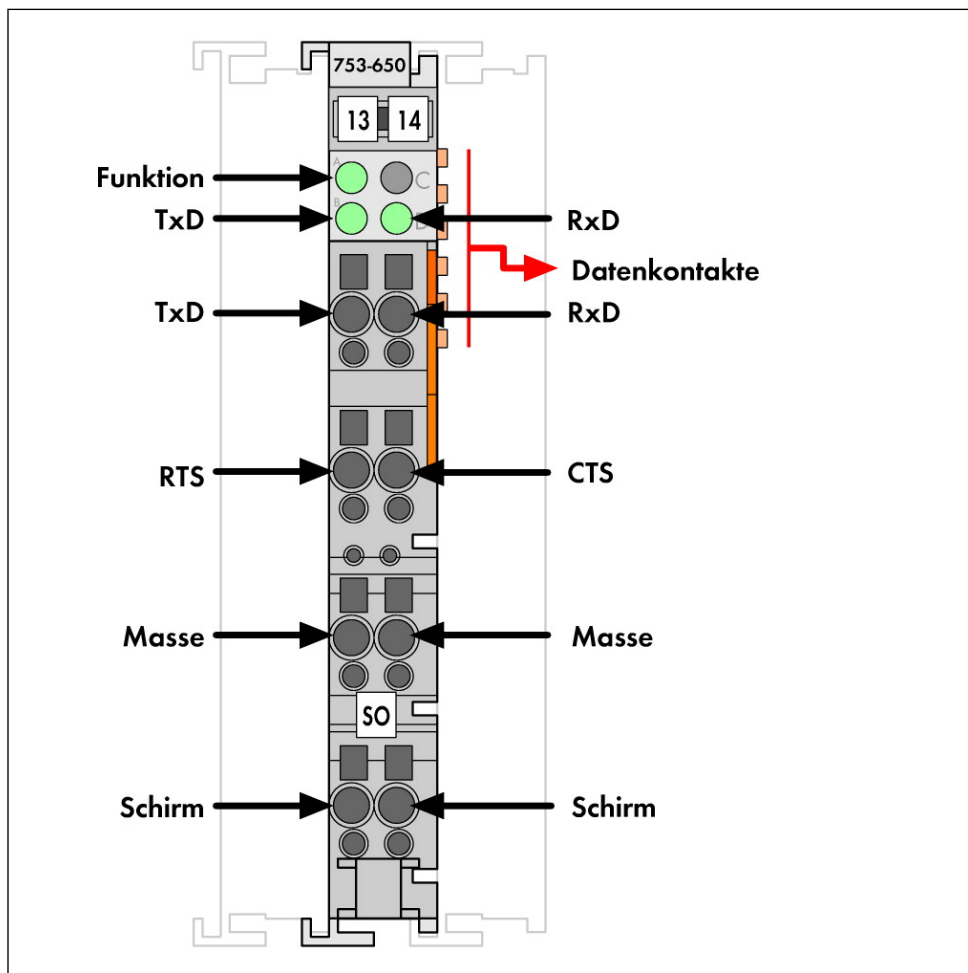 753-650
13 14
A
Funktion
C
B
TxD
D
RxD
Datenkontakte
TxD
RxD
RTS
CTS
Masse
Masse
SO
Schirm
Schirm